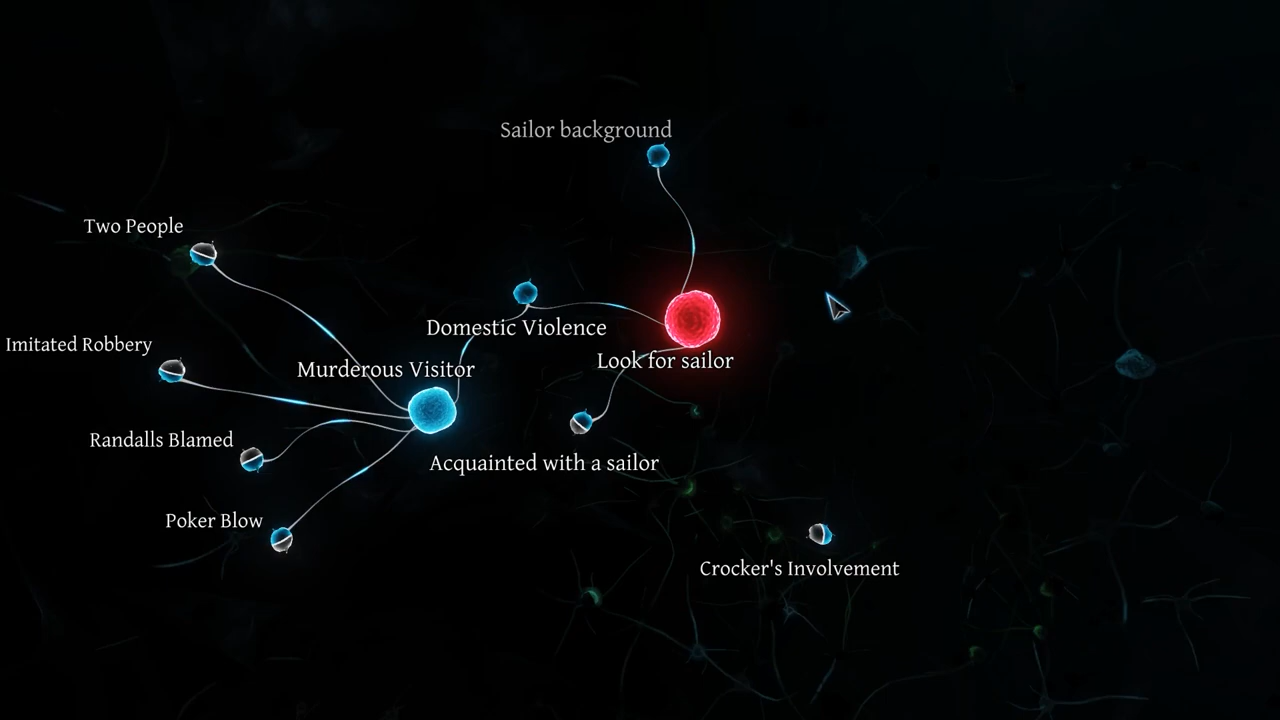 Sailor background
Two People
Domestic Violence
Imitated Robbery
Look for sailor
Murderous Visitor
Randalls Blamed
Acquainted with a sailor
Poker Blow
Crocker's Involvement